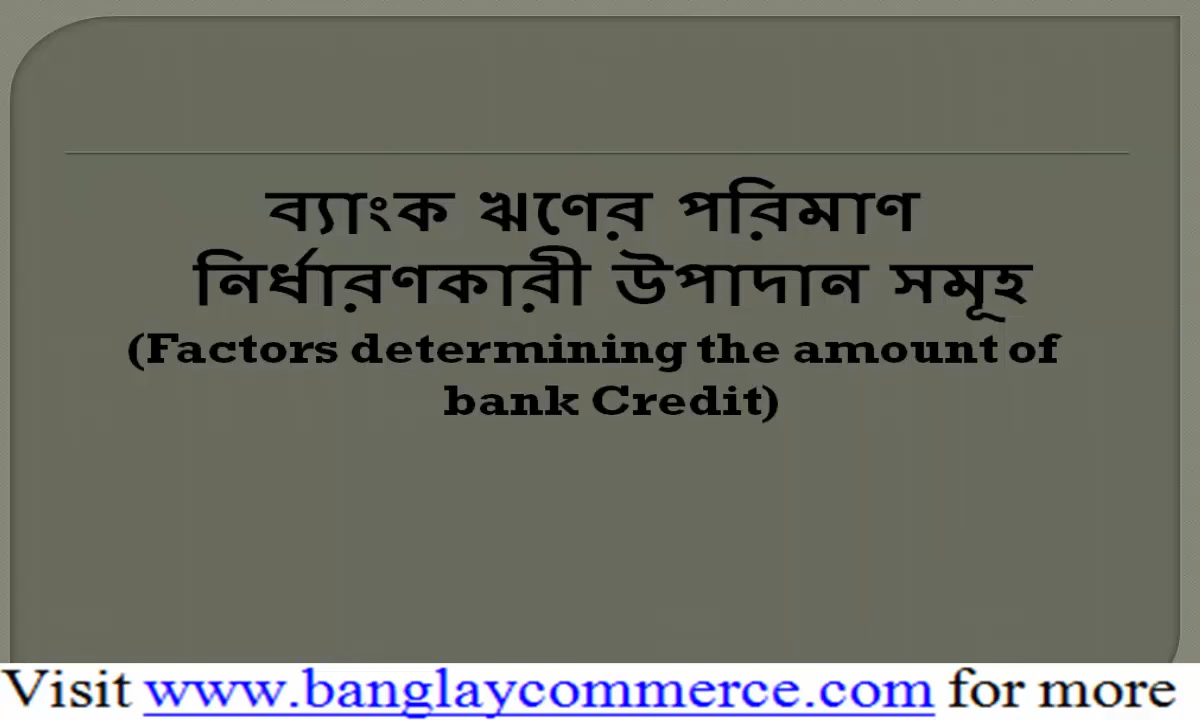 ব্যাংক ঋণের পরিমাণ
নির্ধারণকারী উপাদান সমূহ
(Factors determining the amount of
bank Credit)
Visit www.banglaycommerce.com for more